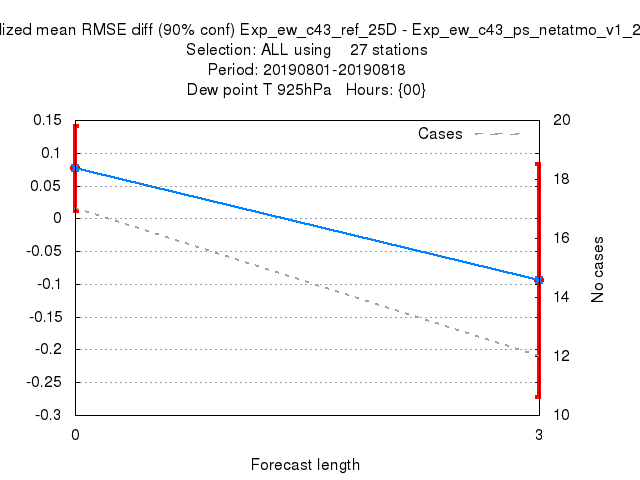 lized mean RMSE diff (90% conf) Exp_ew_c43_ref_25D - Exp_ew_c43_ps_netatmo_v1_2
Selection: ALL using 27 stations
Period: 20190801-20190818
Dew point T 925hPa Hours: {00}
Cases
0.15
0.1
0.05
0
-0.05
-0.1
-0.15
-0.2
-0.25
-0.3
20
18
16
14
12
10
No cases
0
3
Forecast length